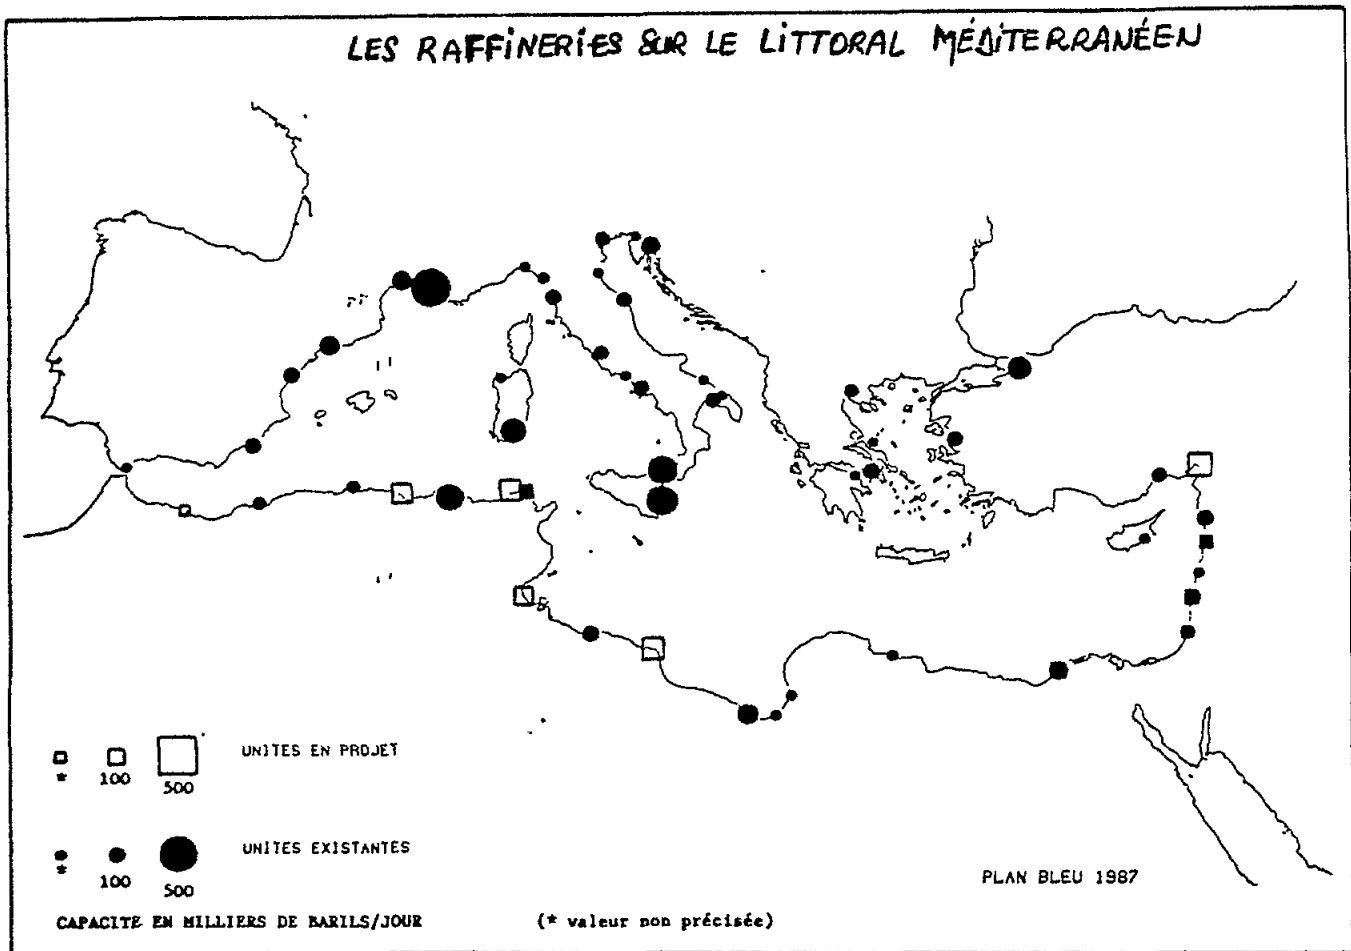 LES RAFFINERIES SUR LE LITTORAL MÉDITERRANÉEN
UNITES EN PROJET
* 100 500
UNITES EXISTANTES
* 100 500
PLAN BLEU 1987
CAPACITE EN MILLIERS DE BARILS/JOUR (* valeur non précisée)